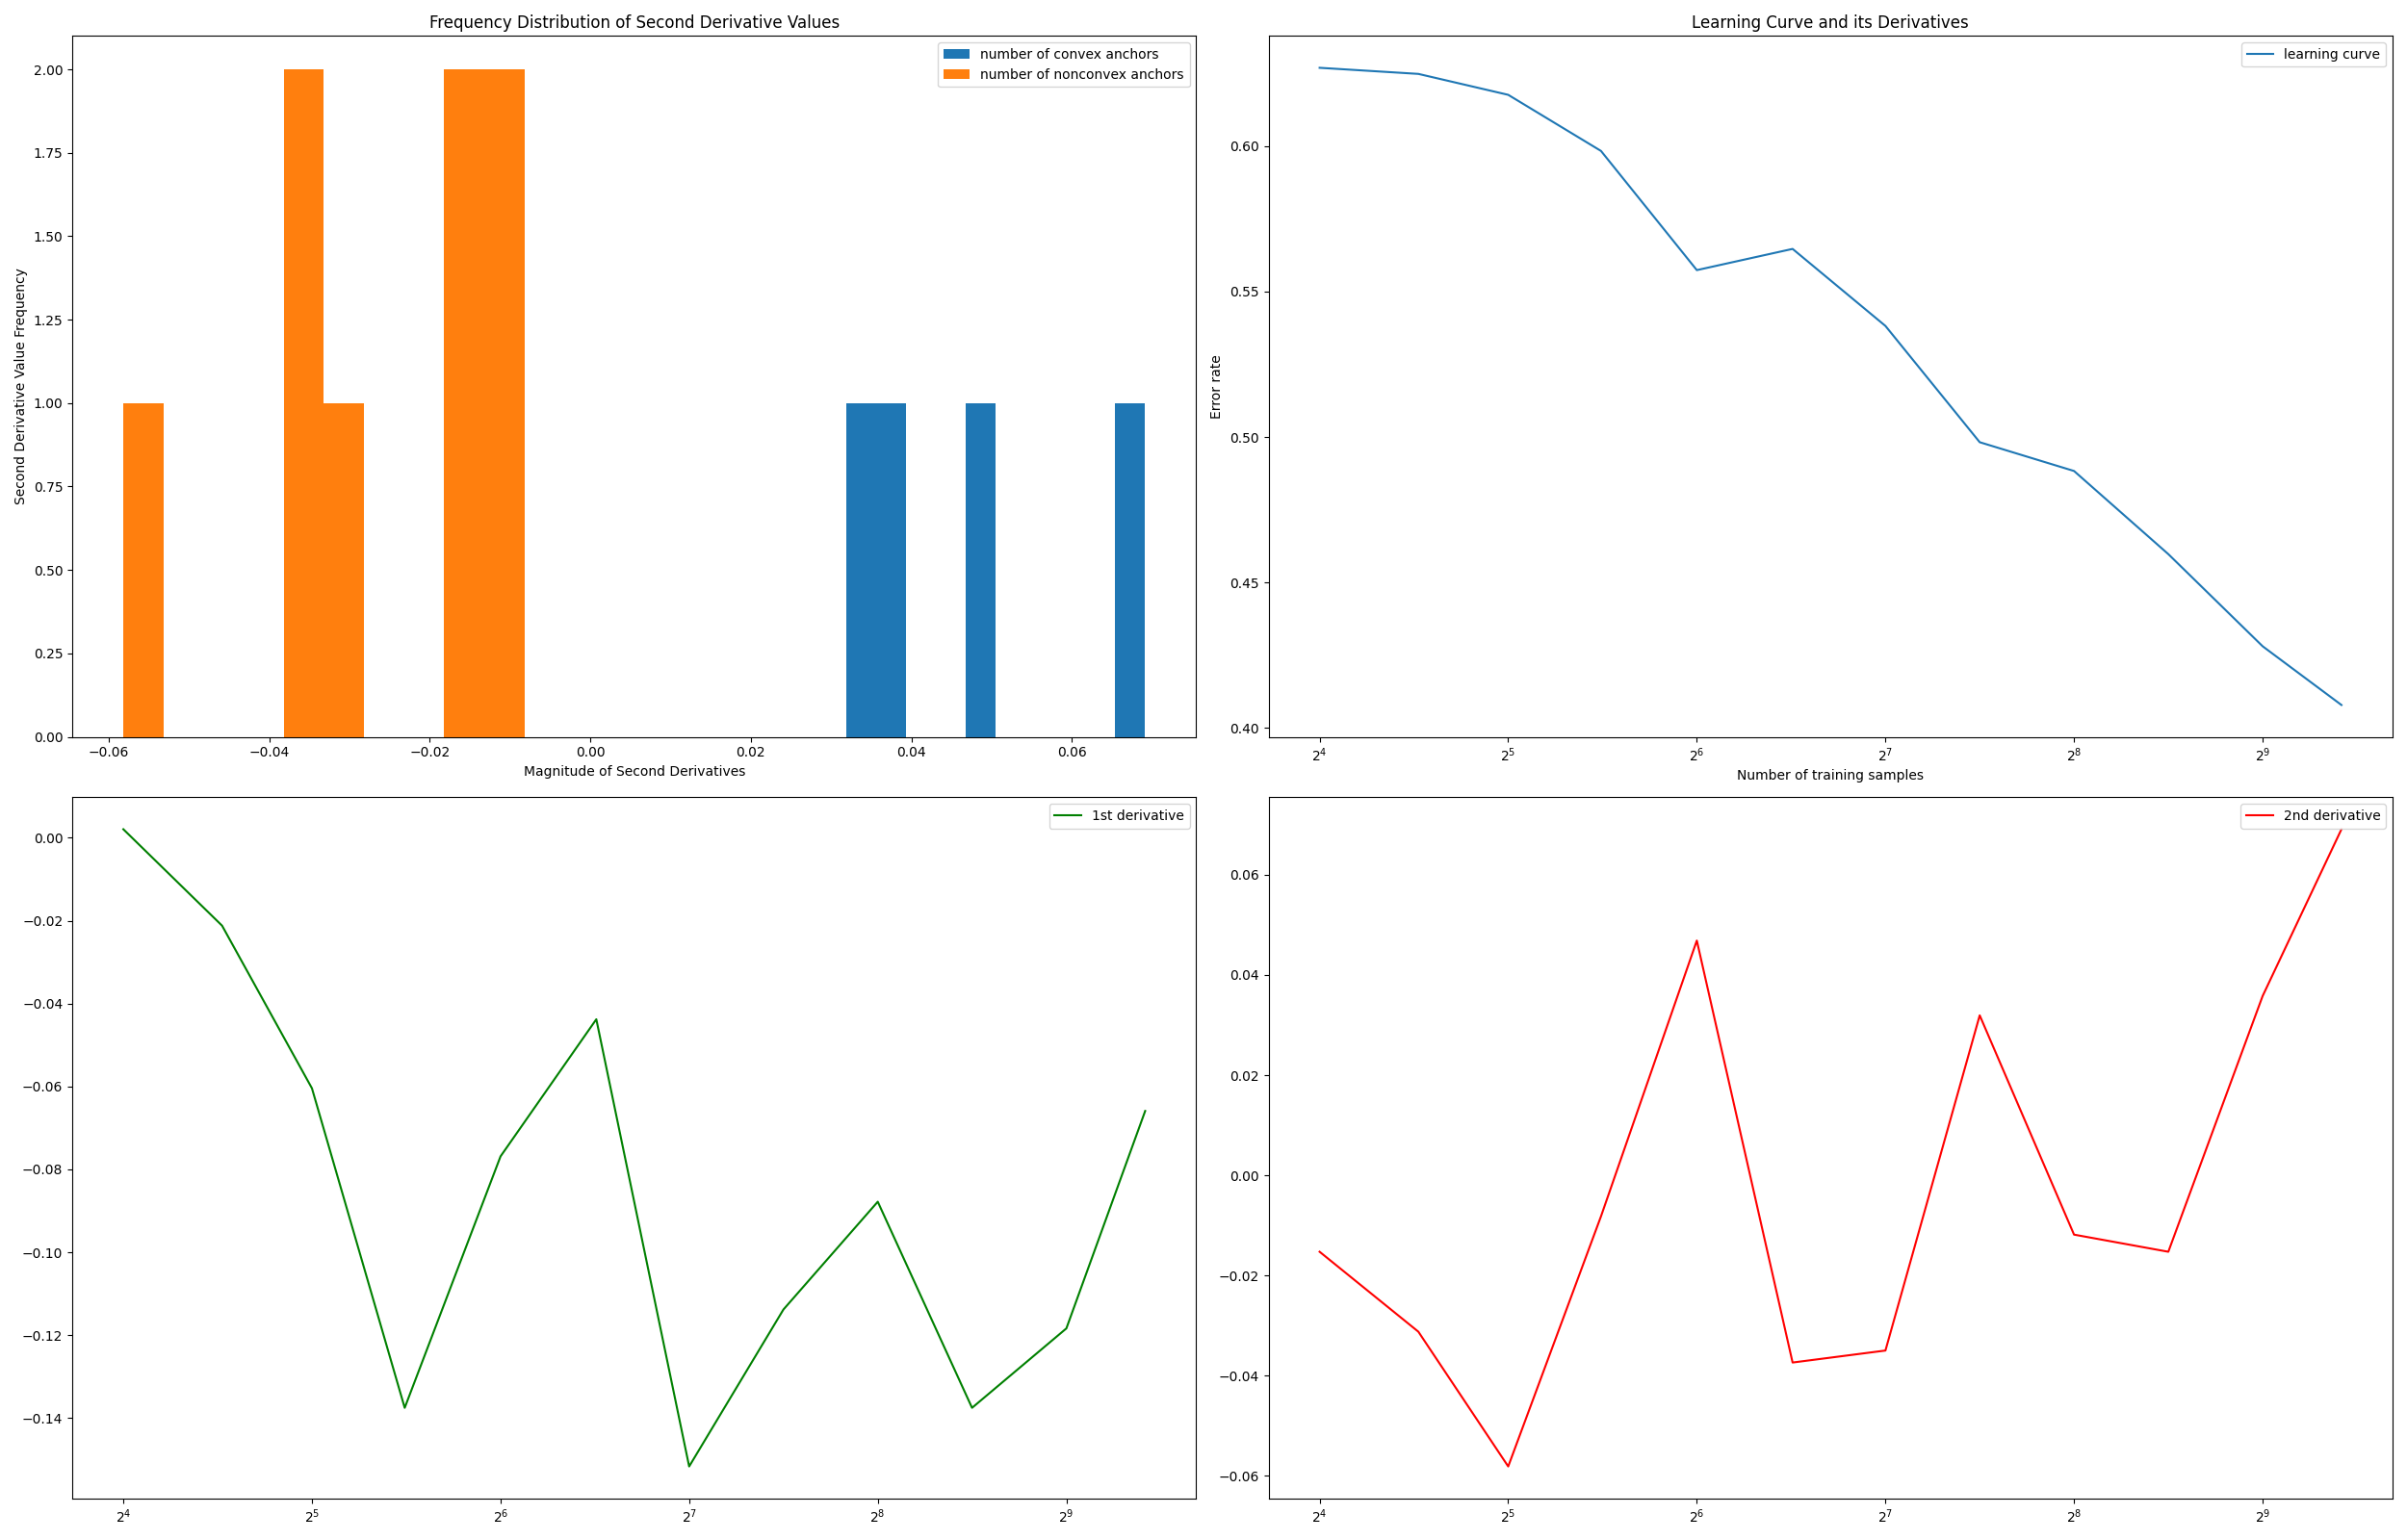 Frequency Distribution of Second Derivative Values
number of convex anchors
number of nonconvex anchors
Second Derivative Value Frequency
2.00
1.75
1.50
1.25
1.00
0.75
0.50
0.25
0.00
−0.06 −0.04 −0.02 0.00 0.02 0.04 0.06
Magnitude of Second Derivatives
Learning Curve and its Derivatives
learning curve
Error rate
0.60
0.55
0.50
0.45
0.40
2⁴ 2⁵ 2⁶ 2⁷ 2⁸ 2⁹
Number of training samples
1st derivative
0.00
−0.02
−0.04
−0.06
−0.08
−0.10
−0.12
−0.14
2⁴ 2⁵ 2⁶ 2⁷ 2⁸ 2⁹
2nd derivative
0.06
0.04
0.02
0.00
−0.02
−0.04
−0.06
2⁴ 2⁵ 2⁶ 2⁷ 2⁸ 2⁹